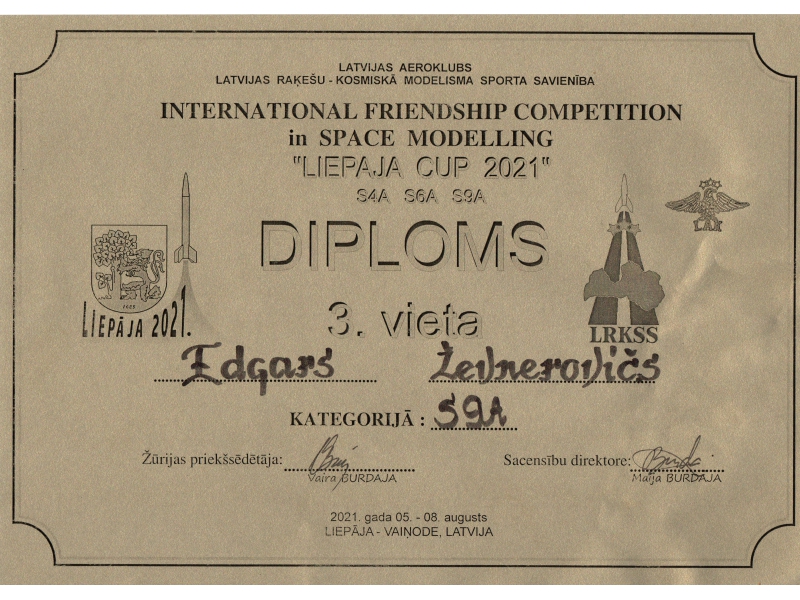 LATVIJAS AEROKLUBS
LATVIJAS RAĶEŠU - KOSMISKĀ MODELISMA SPORTA SAVIENĪBA
INTERNATIONAL FRIENDSHIP COMPETITION
in SPACE MODELLING
"LIEPAJA CUP 2021"
S4A S6A S9A
LAK
DIPLOMS
1625
LIEPĀJA 2021.
3. vieta
LRKSS
Edgars Ževnerovičs
KATEGORIJĀ : S9A
Žūrijas priekšsēdētāja:
Vaira BURDAJA
Sacensību direktore:
Maija BURDAJA
2021. gada 05. - 08. augusts
LIEPĀJA - VAIŅODE, LATVIJA